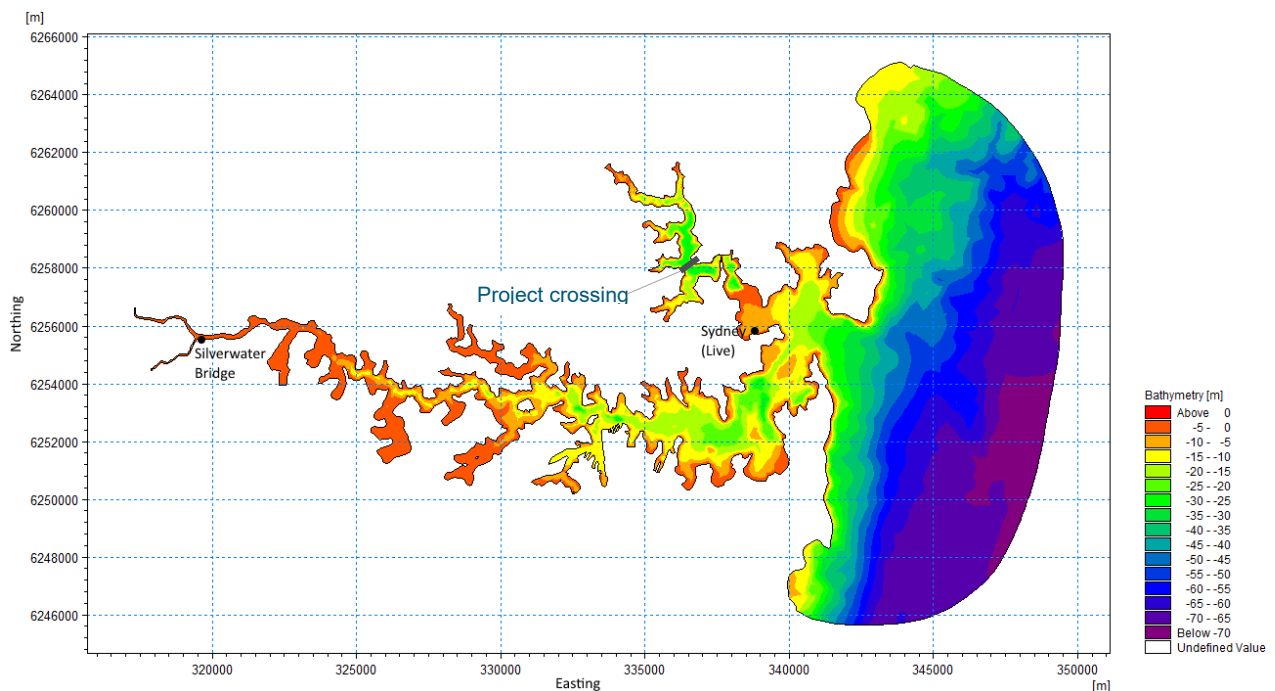 [m]
6266000
6264000
6262000
6260000
6258000
6256000
6254000
6252000
6250000
6248000
6246000
Northing
Project crossing
Sydney
(Live)
Silverwater
Bridge
320000 325000 330000 335000 340000 345000 350000
Easting
[m]
Bathymetry [m]
Above 0
-5 - 0
-10 - -5
-15 - -10
-20 - -15
-25 - -20
-30 - -25
-35 - -30
-40 - -35
-45 - -40
-50 - -45
-55 - -50
-60 - -55
-65 - -60
-70 - -65
Below -70
Undefined Value